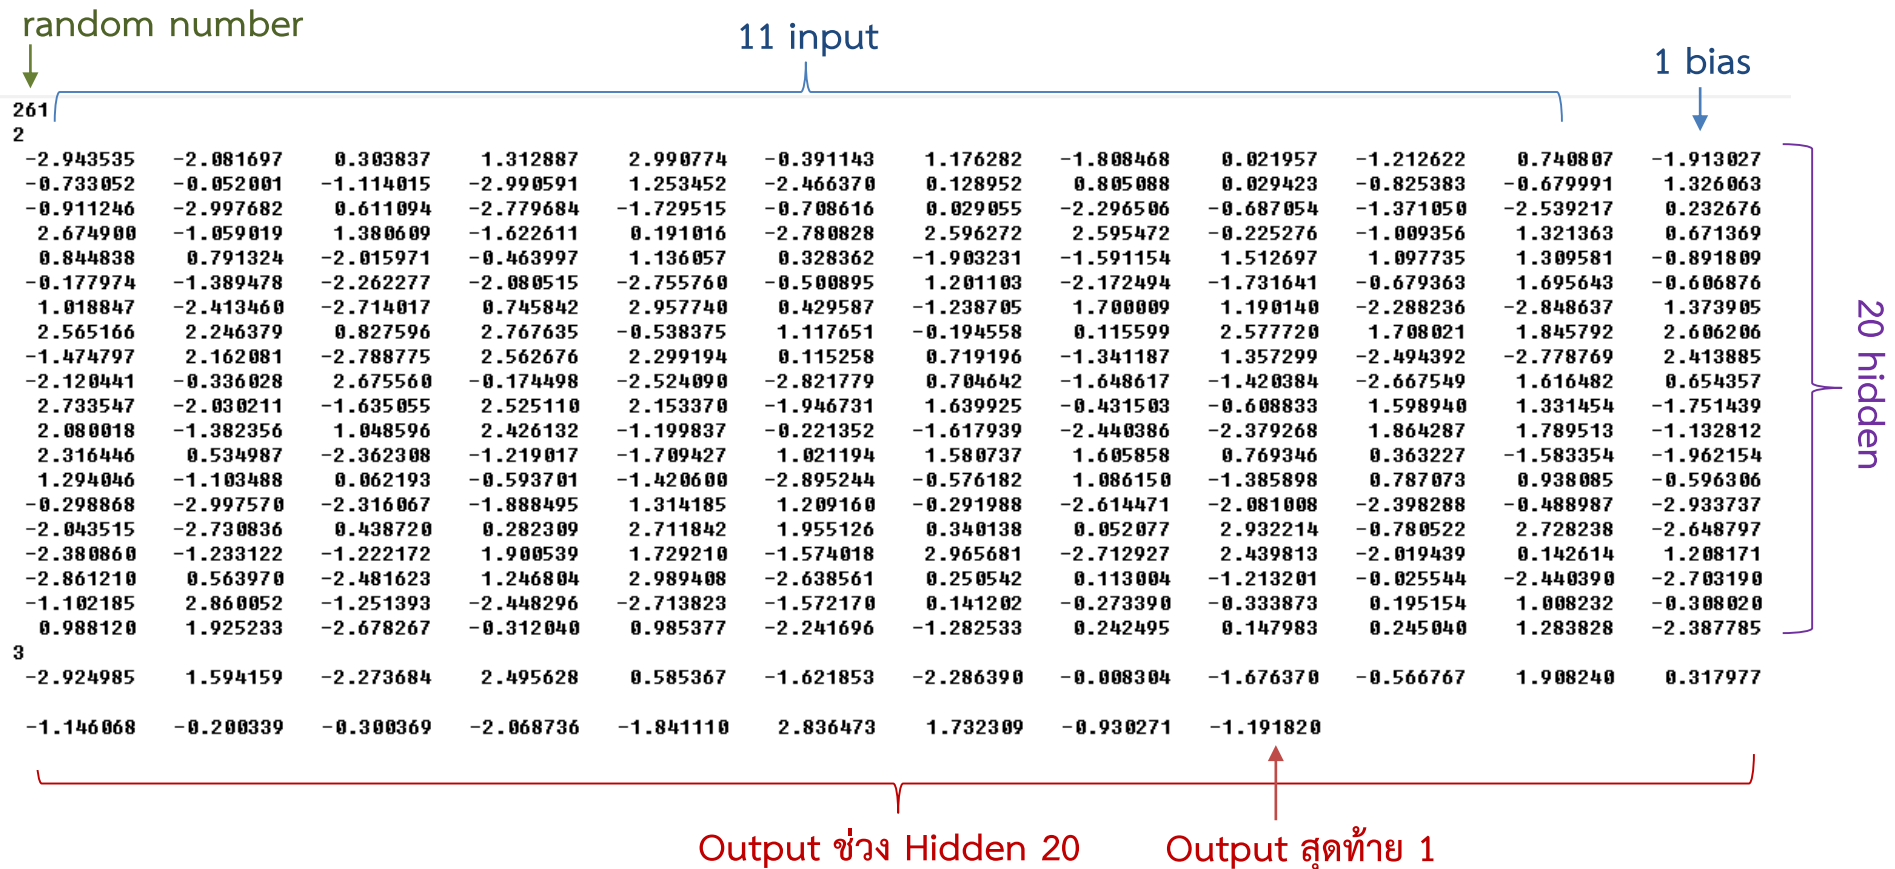 random number
11 input
1 bias
261
2
-2.943535 -2.081697 0.303837 1.312887 2.990774 -0.391143 1.176282 -1.808468 0.021957 -1.212622 0.740807 -1.913027
-0.733052 -0.052001 -1.114015 -2.990591 1.253452 -2.466370 0.128952 0.805088 0.029423 -0.825383 -0.679991 1.326063
-0.911246 -2.997682 0.611094 -2.779684 -1.729515 -0.708616 0.029055 -2.296506 -0.687054 -1.371050 -2.539217 0.232676
2.674900 -1.059019 1.380609 -1.622611 0.191016 -2.780828 2.596272 2.595472 -0.225276 -1.009356 1.321363 0.671369
0.844838 0.791324 -2.015971 -0.463997 1.136057 0.328362 -1.903231 -1.591154 1.512697 1.097735 1.309581 -0.891809
-0.177974 -1.389478 -2.262277 -2.080515 -2.755760 -0.500895 1.201103 -2.172494 -1.731641 -0.679363 1.695643 -0.606876
1.018847 -2.413460 -2.714017 0.745842 2.957740 0.429587 -1.238705 1.700009 1.190140 -2.288236 -2.848637 1.373905
2.565166 2.246379 0.827596 2.767635 -0.538375 1.117651 -0.194558 0.115599 2.577720 1.708021 1.845792 2.606206
-1.474797 2.162081 -2.788775 2.562676 2.299194 0.115258 0.719196 -1.341187 1.357299 -2.494392 -2.778769 2.413885
-2.120441 -0.336028 2.675560 -0.174498 -2.524090 -2.821779 0.704642 -1.648617 -1.420384 -2.667549 1.616482 0.654357
2.733547 -2.030211 -1.635055 2.525110 2.153370 -1.946731 1.639925 -0.431503 -0.608833 1.598940 1.331454 -1.751439
2.080018 -1.382356 1.048596 2.426132 -1.199837 -0.221352 -1.617939 -2.440386 -2.379268 1.864287 1.789513 -1.132812
2.316446 0.534987 -2.362308 -1.219017 -1.709427 1.021194 1.580737 1.605858 0.769346 0.363227 -1.583354 -1.962154
1.294046 -1.103488 0.062193 -0.593701 -1.420600 -2.895244 -0.576182 1.086150 -1.385898 0.787073 0.938085 -0.596306
-0.298868 -2.997570 -2.316067 -1.888495 1.314185 1.209160 -0.291988 -2.614471 -2.081008 -2.398288 -0.488987 -2.933737
-2.043515 -2.730836 0.438720 0.282309 2.711842 1.955126 0.340138 0.052077 2.932214 -0.780522 2.728238 -2.648797
-2.380860 -1.233122 -1.222172 1.900539 1.729210 -1.574018 2.965681 -2.712927 2.439813 -2.019439 0.142614 1.208171
-2.861210 0.563970 -2.481623 1.246804 2.989408 -2.638561 0.250542 0.113004 -1.213201 -0.025544 -2.440390 -2.703190
-1.102185 2.860052 -1.251393 -2.448296 -2.713823 -1.572170 0.141202 -0.273390 -0.333873 0.195154 1.008232 -0.308020
0.988120 1.925233 -2.678267 -0.312040 0.985377 -2.241696 -1.282533 0.242495 0.147983 0.245040 1.283828 -2.387785
20 hidden
3
-2.924985 1.594159 -2.273684 2.495628 0.585367 -1.621853 -2.286390 -0.008304 -1.676370 -0.566767 1.908240 0.317977
-1.146068 -0.200339 -0.300369 -2.068736 -1.841110 2.836473 1.732309 -0.930271 -1.191820
Output ช่วง Hidden 20
Output สุดท้าย 1